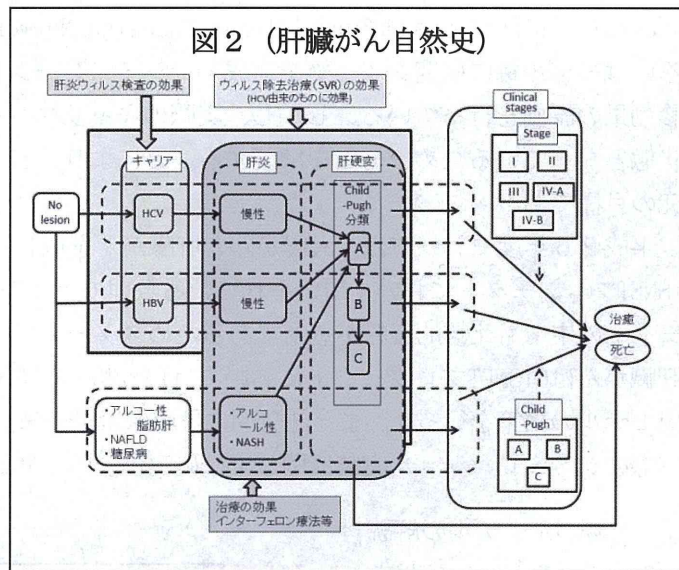 図２（肝臓がん自然史）
肝炎ウィルス検査の効果
ウィルス除去治療(SVR)の効果
(HCV由来のものに効果)
Clinical
stages
Stage
I
II
III
IV-A
IV-B
キャリア
肝炎
肝硬変
No
lesion
HCV
慢性
Child
-Pugh
分類
A
HBV
慢性
B
C
治癒
死亡
・アルコー性
脂肪肝
・NAFLD
・糖尿病
・アルコ
ール性
・NASH
Child
-Pugh
A
B
C
治療の効果
インターフェロン療法等